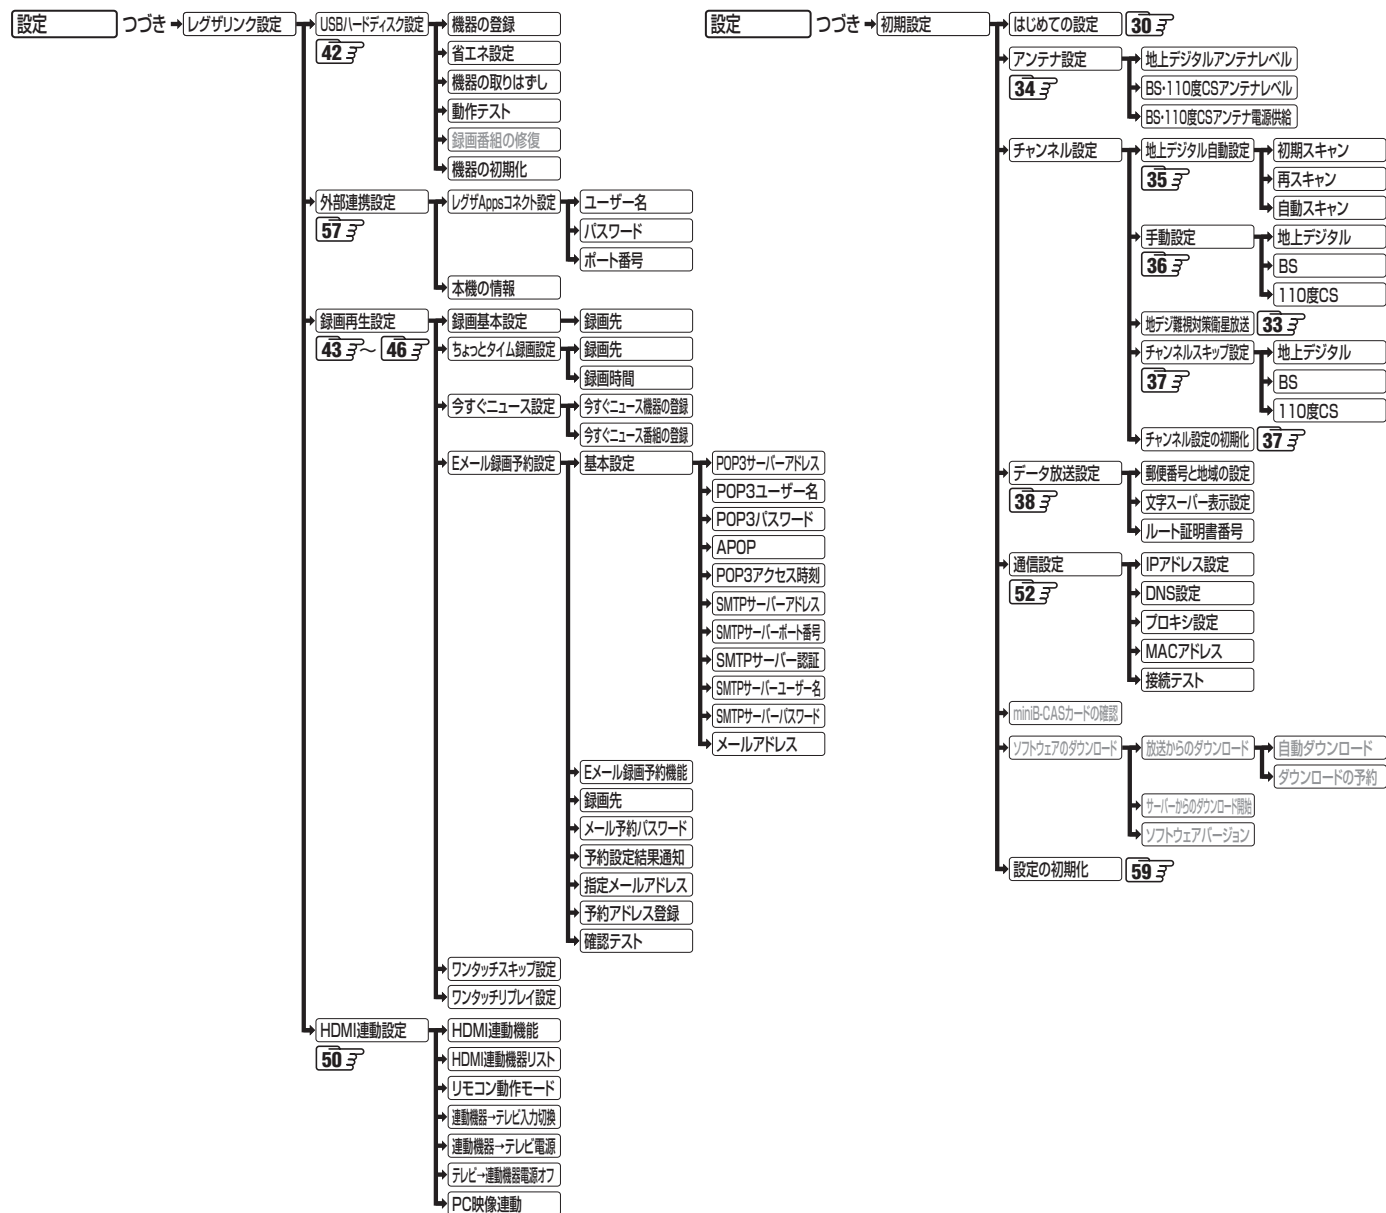 設定 つづき レグザリンク設定
USBハードディスク設定
42
機器の登録
省エネ設定
機器の取りはずし
動作テスト
録画番組の修復
機器の初期化
外部連携設定
57
レグザAppsコネクト設定
ユーザー名
パスワード
ポート番号
本機の情報
録画再生設定
43 ～ 46
録画基本設定
録画先
ちょっとタイム録画設定
録画先
録画時間
今すぐニュース設定
今すぐニュース機器の登録
今すぐニュース番組の登録
Eメール録画予約設定
基本設定
POP3サーバーアドレス
POP3ユーザー名
POP3パスワード
APOP
POP3アクセス時刻
SMTPサーバーアドレス
SMTPサーバーポート番号
SMTPサーバー認証
SMTPサーバーユーザー名
SMTPサーバーパスワード
メールアドレス
Eメール録画予約機能
録画先
メール予約パスワード
予約設定結果通知
指定メールアドレス
予約アドレス登録
確認テスト
ワンタッチスキップ設定
ワンタッチリプレイ設定
HDMI連動設定
50
HDMI連動機能
HDMI連動機器リスト
リモコン動作モード
連動機器→テレビ入力切換
連動機器→テレビ電源
テレビ→連動機器電源オフ
PC映像連動
設定 つづき 初期設定
はじめての設定 30
アンテナ設定
34
地上デジタルアンテナレベル
BS・110度CSアンテナレベル
BS・110度CSアンテナ電源供給
チャンネル設定
地上デジタル自動設定
35
初期スキャン
再スキャン
自動スキャン
手動設定
36
地上デジタル
BS
110度CS
地デジ難視対策衛星放送 33
チャンネルスキップ設定
37
地上デジタル
BS
110度CS
チャンネル設定の初期化 37
データ放送設定
38
郵便番号と地域の設定
文字スーパー表示設定
ルート証明書番号
通信設定
52
IPアドレス設定
DNS設定
プロキシ設定
MACアドレス
接続テスト
miniB-CASカードの確認
ソフトウェアのダウンロード
放送からのダウンロード
自動ダウンロード
ダウンロードの予約
サーバーからのダウンロード開始
ソフトウェアバージョン
設定の初期化 59